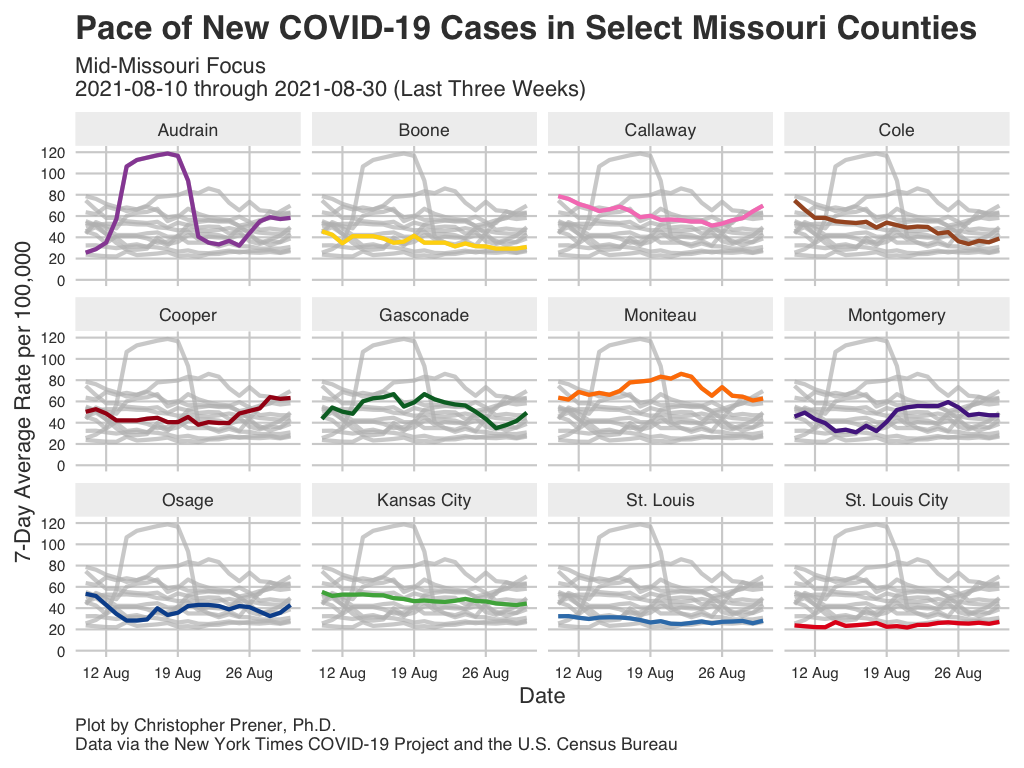 Pace of New COVID-19 Cases in Select Missouri Counties
Mid-Missouri Focus
2021-08-10 through 2021-08-30 (Last Three Weeks)
Audrain Boone Callaway Cole
120
100
80
60
40
20
0
Cooper Gasconade Moniteau Montgomery
120
100
80
60
40
20
0
Osage Kansas City St. Louis St. Louis City
120
100
80
60
40
20
0
7-Day Average Rate per 100,000
12 Aug 19 Aug 26 Aug 12 Aug 19 Aug 26 Aug 12 Aug 19 Aug 26 Aug 12 Aug 19 Aug 26 Aug
Date
Plot by Christopher Prener, Ph.D.
Data via the New York Times COVID-19 Project and the U.S. Census Bureau